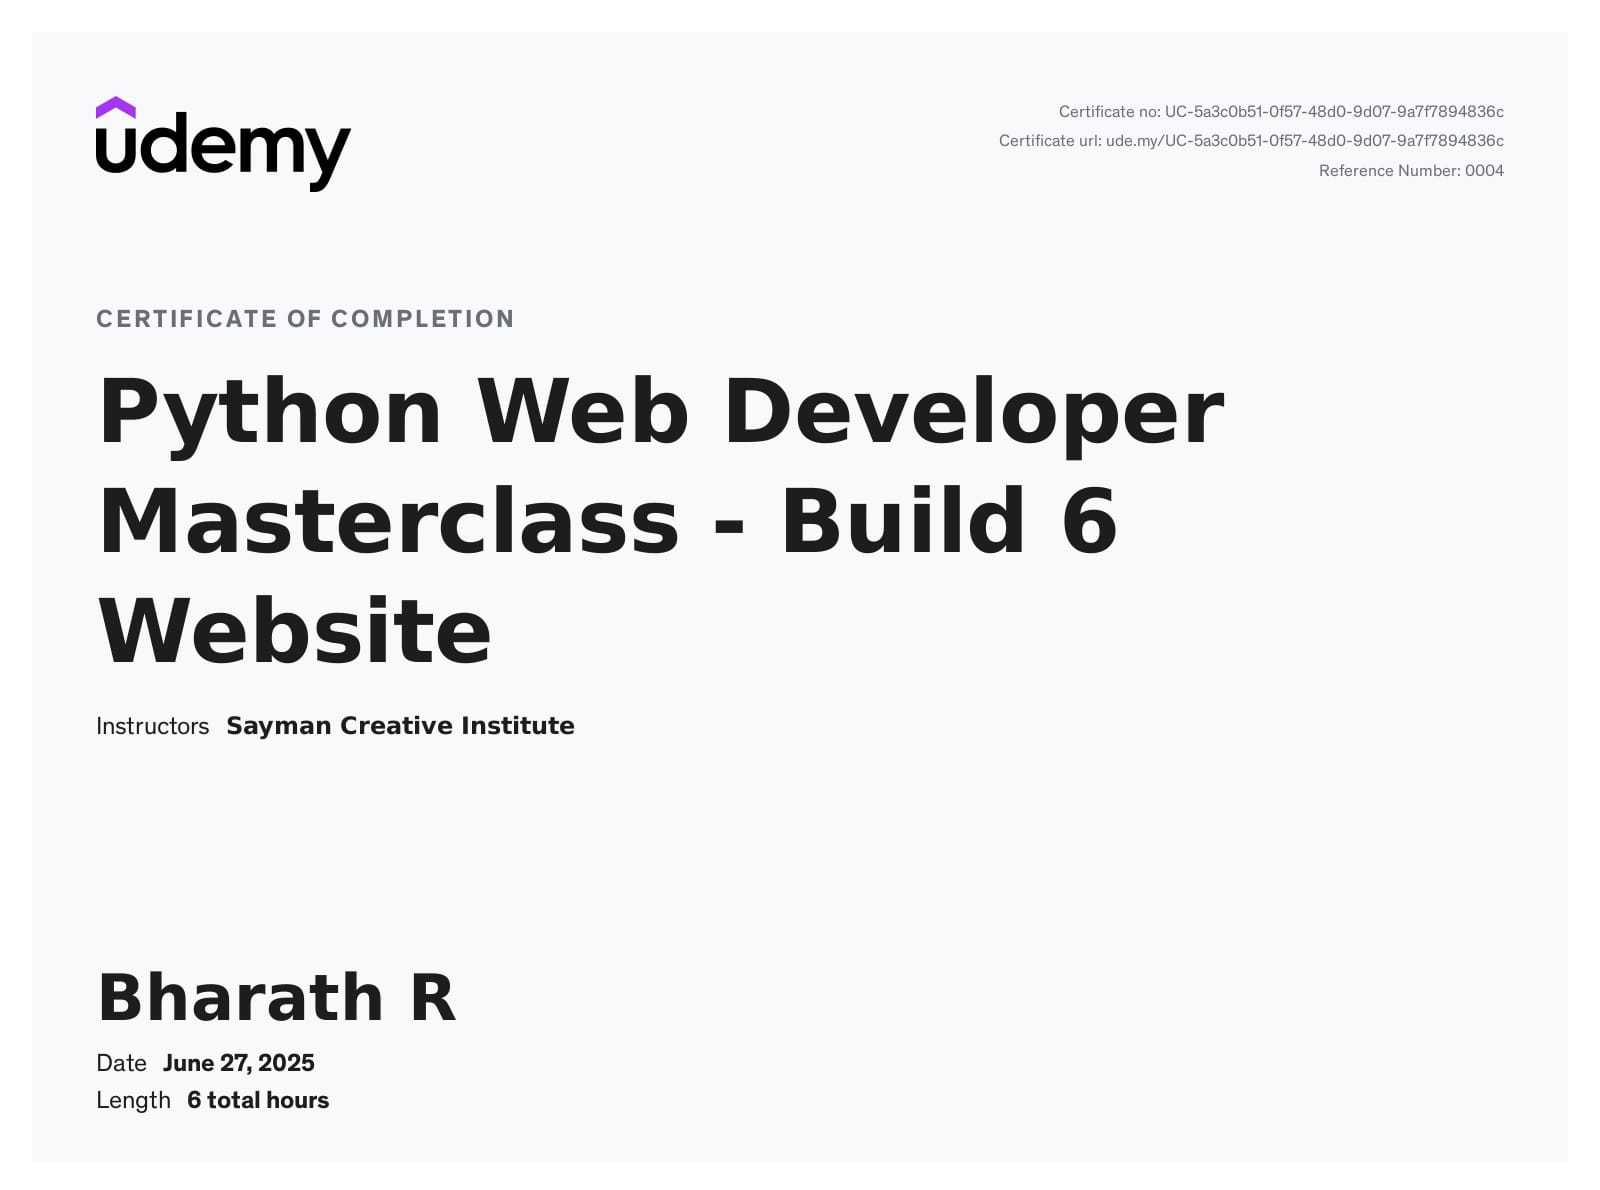 udemy
Certificate no: UC-5a3c0b51-0f57-48d0-9d07-9a7f7894836c
Certificate url: ude.my/UC-5a3c0b51-0f57-48d0-9d07-9a7f7894836c
Reference Number: 0004
CERTIFICATE OF COMPLETION
Python Web Developer
Masterclass - Build 6
Website
Instructors Sayman Creative Institute
Bharath R
Date June 27, 2025
Length 6 total hours